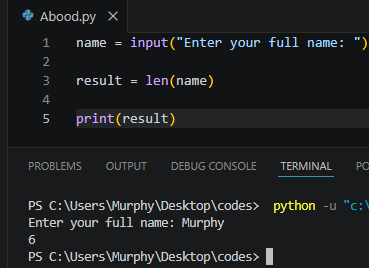 Abood.py ×
1 name = input("Enter your full name: ")
2
3 result = len(name)
4
5 print(result)
PROBLEMS OUTPUT DEBUG CONSOLE TERMINAL PO
PS C:\Users\Murphy\Desktop\codes> python -u "c:\
Enter your full name: Murphy
6
PS C:\Users\Murphy\Desktop\codes>